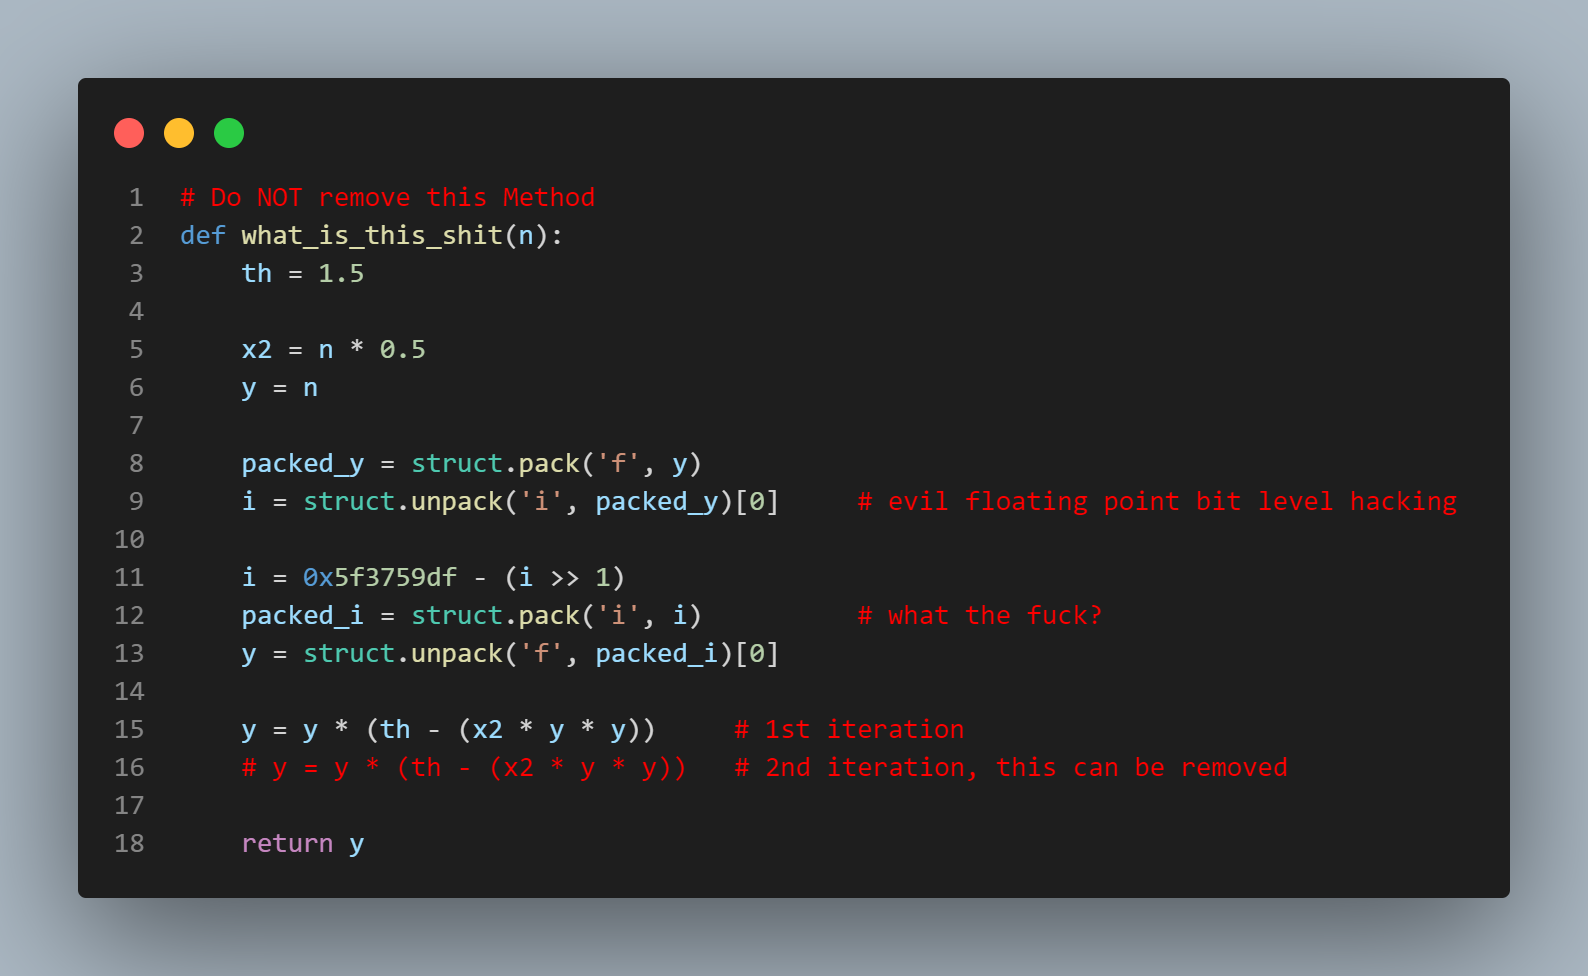 1 # Do NOT remove this Method
2 def what_is_this_shit(n):
3     th = 1.5
4
5     x2 = n * 0.5
6     y = n
7
8     packed_y = struct.pack('f', y)
9     i = struct.unpack('i', packed_y)[0]     # evil floating point bit level hacking
10
11     i = 0x5f3759df - (i >> 1)
12     packed_i = struct.pack('i', i)          # what the fuck?
13     y = struct.unpack('f', packed_i)[0]
14
15     y = y * (th - (x2 * y * y))     # 1st iteration
16     # y = y * (th - (x2 * y * y))   # 2nd iteration, this can be removed
17
18     return y